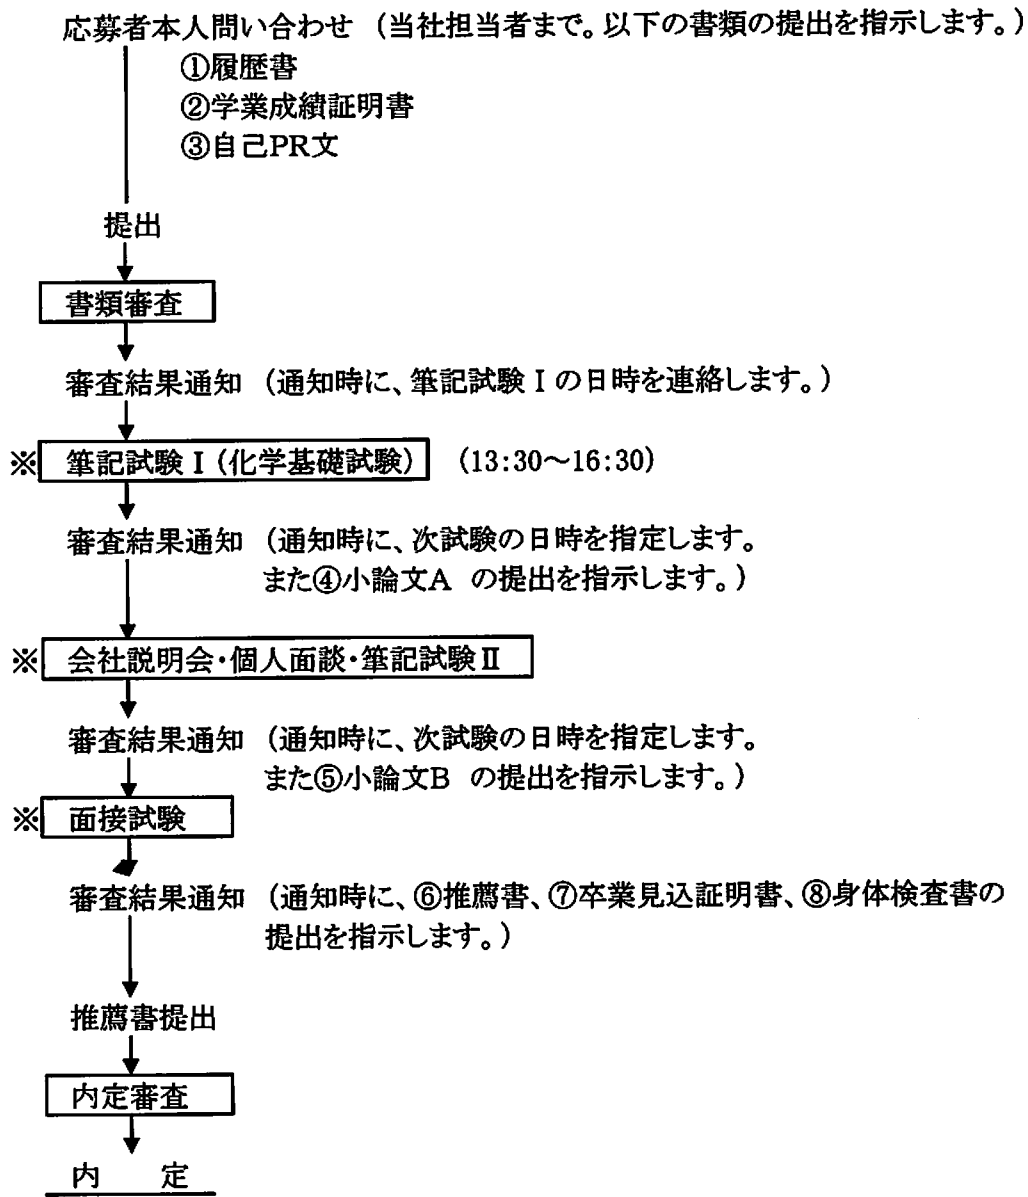 応募者本人問い合わせ (当社担当者まで。以下の書類の提出を指示します。)
①履歴書
②学業成績証明書
③自己PR文
提出
書類審査
審査結果通知 (通知時に、筆記試験Ⅰの日時を連絡します。)
※ 筆記試験Ⅰ(化学基礎試験) (13:30～16:30)
審査結果通知 (通知時に、次試験の日時を指定します。
また④小論文A の提出を指示します。)
※ 会社説明会・個人面談・筆記試験Ⅱ
審査結果通知 (通知時に、次試験の日時を指定します。
また⑤小論文B の提出を指示します。)
※ 面接試験
審査結果通知 (通知時に、⑥推薦書、⑦卒業見込証明書、⑧身体検査書の
提出を指示します。)
推薦書提出
内定審査
内 定